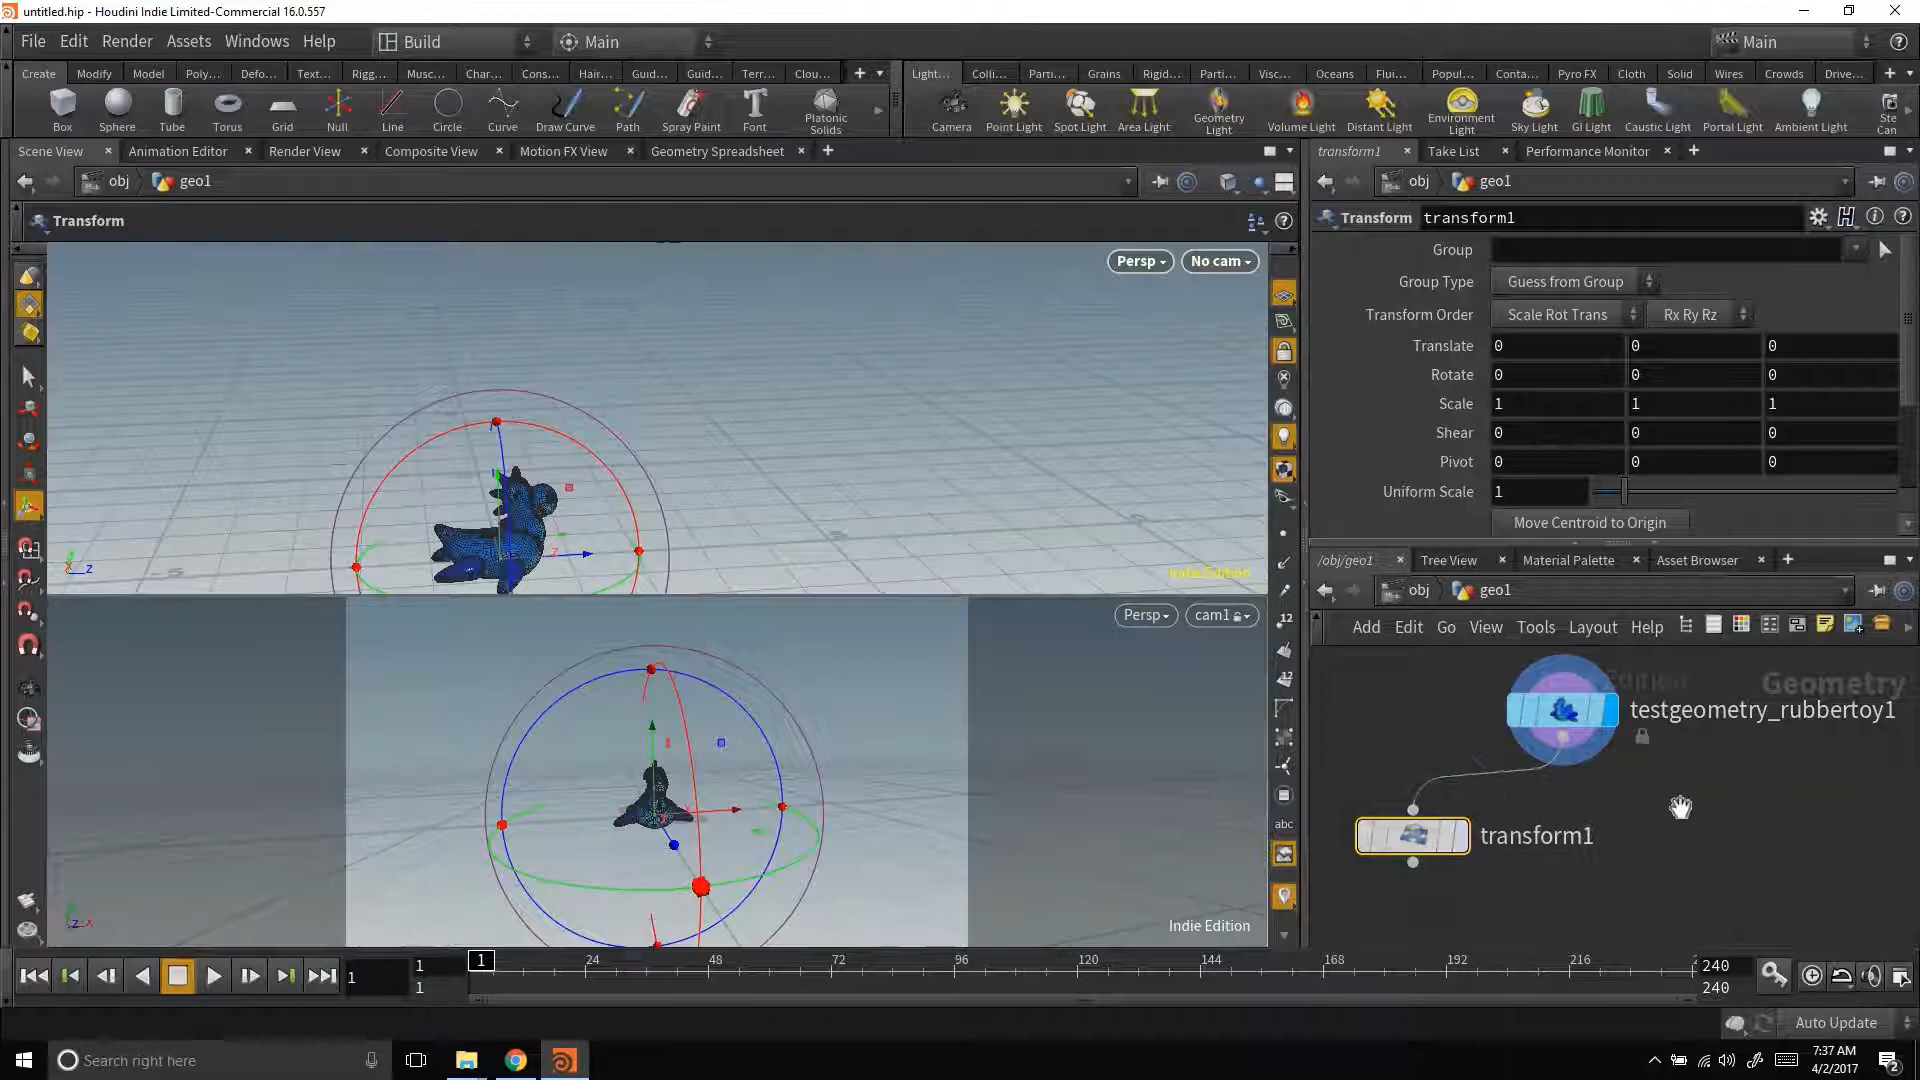 untitled.hip - Houdini Indie Limited-Commercial 16.0.557
File Edit Render Assets Windows Help Build Main Main
Create Modify Model Poly... Defo... Text... Rigg... Musc... Char... Cons... Hair... Guid... Guid... Terr... Clou...
Light... Colli... Parti... Grains Rigid... Parti... Visc... Oceans Flui... Popul... Conta... Pyro FX Cloth Solid Wires Crowds Drive...
Box Sphere Tube Torus Grid Null Line Circle Curve Draw Curve Path Spray Paint Font Platonic Solids
Camera Point Light Spot Light Area Light Geometry Light Volume Light Distant Light Environment Light Sky Light GI Light Caustic Light Portal Light Ambient Light Ste Can
Scene View Animation Editor Render View Composite View Motion FX View Geometry Spreadsheet
transform1 Take List Performance Monitor
obj geo1
obj geo1
Transform
Transform transform1
Group
Group Type Guess from Group
Transform Order Scale Rot Trans Rx Ry Rz
Translate 0 0 0
Rotate 0 0 0
Scale 1 1 1
Shear 0 0 0
Pivot 0 0 0
Uniform Scale 1
Move Centroid to Origin
Persp No cam
Indie Edition
Persp cam1
Indie Edition
12
12
abc
/obj/geo1 Tree View Material Palette Asset Browser
obj geo1
Add Edit Go View Tools Layout Help
Edition Geometry
testgeometry_rubbertoy1
transform1
1 1 1
1 24 48 72 96 120 144 168 192 216 2
240
240
Auto Update
Search right here
7:37 AM
4/2/2017
2